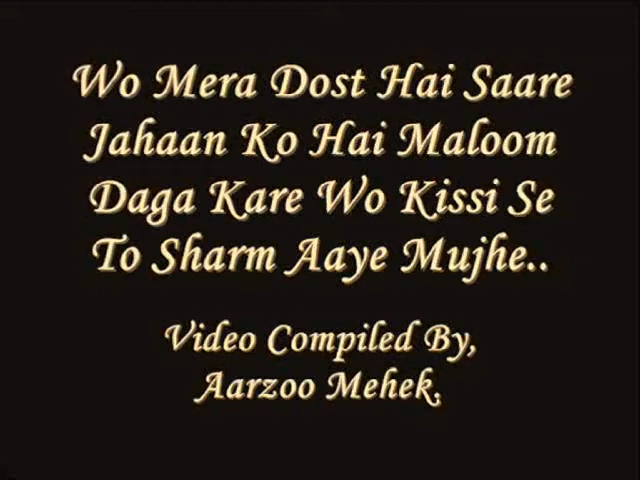 Wo Mera Dost Hai Saare
Jahaan Ko Hai Maloom
Daga Kare Wo Kissi Se
To Sharm Aaye Mujhe..
Video Compiled By,
Aarzoo Mehek.